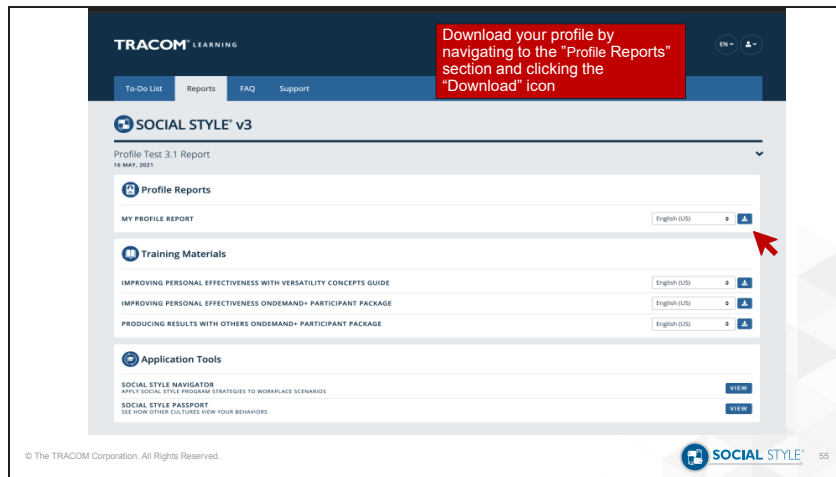 TRACOM® LEARNING
Download your profile by
navigating to the ”Profile Reports”
section and clicking the
“Download” icon
EN
To-Do List Reports FAQ Support
SOCIAL STYLE® v3
Profile Test 3.1 Report
16 MAY, 2021
Profile Reports
MY PROFILE REPORT English (US)
Training Materials
IMPROVING PERSONAL EFFECTIVENESS WITH VERSATILITY CONCEPTS GUIDE English (US)
IMPROVING PERSONAL EFFECTIVENESS ONDEMAND+ PARTICIPANT PACKAGE English (US)
PRODUCING RESULTS WITH OTHERS ONDEMAND+ PARTICIPANT PACKAGE English (US)
Application Tools
SOCIAL STYLE NAVIGATOR
APPLY SOCIAL STYLE PROGRAM STRATEGIES TO WORKPLACE SCENARIOS
VIEW
SOCIAL STYLE PASSPORT
SEE HOW OTHER CULTURES VIEW YOUR BEHAVIORS
VIEW
© The TRACOM Corporation. All Rights Reserved.
SOCIAL STYLE® 55